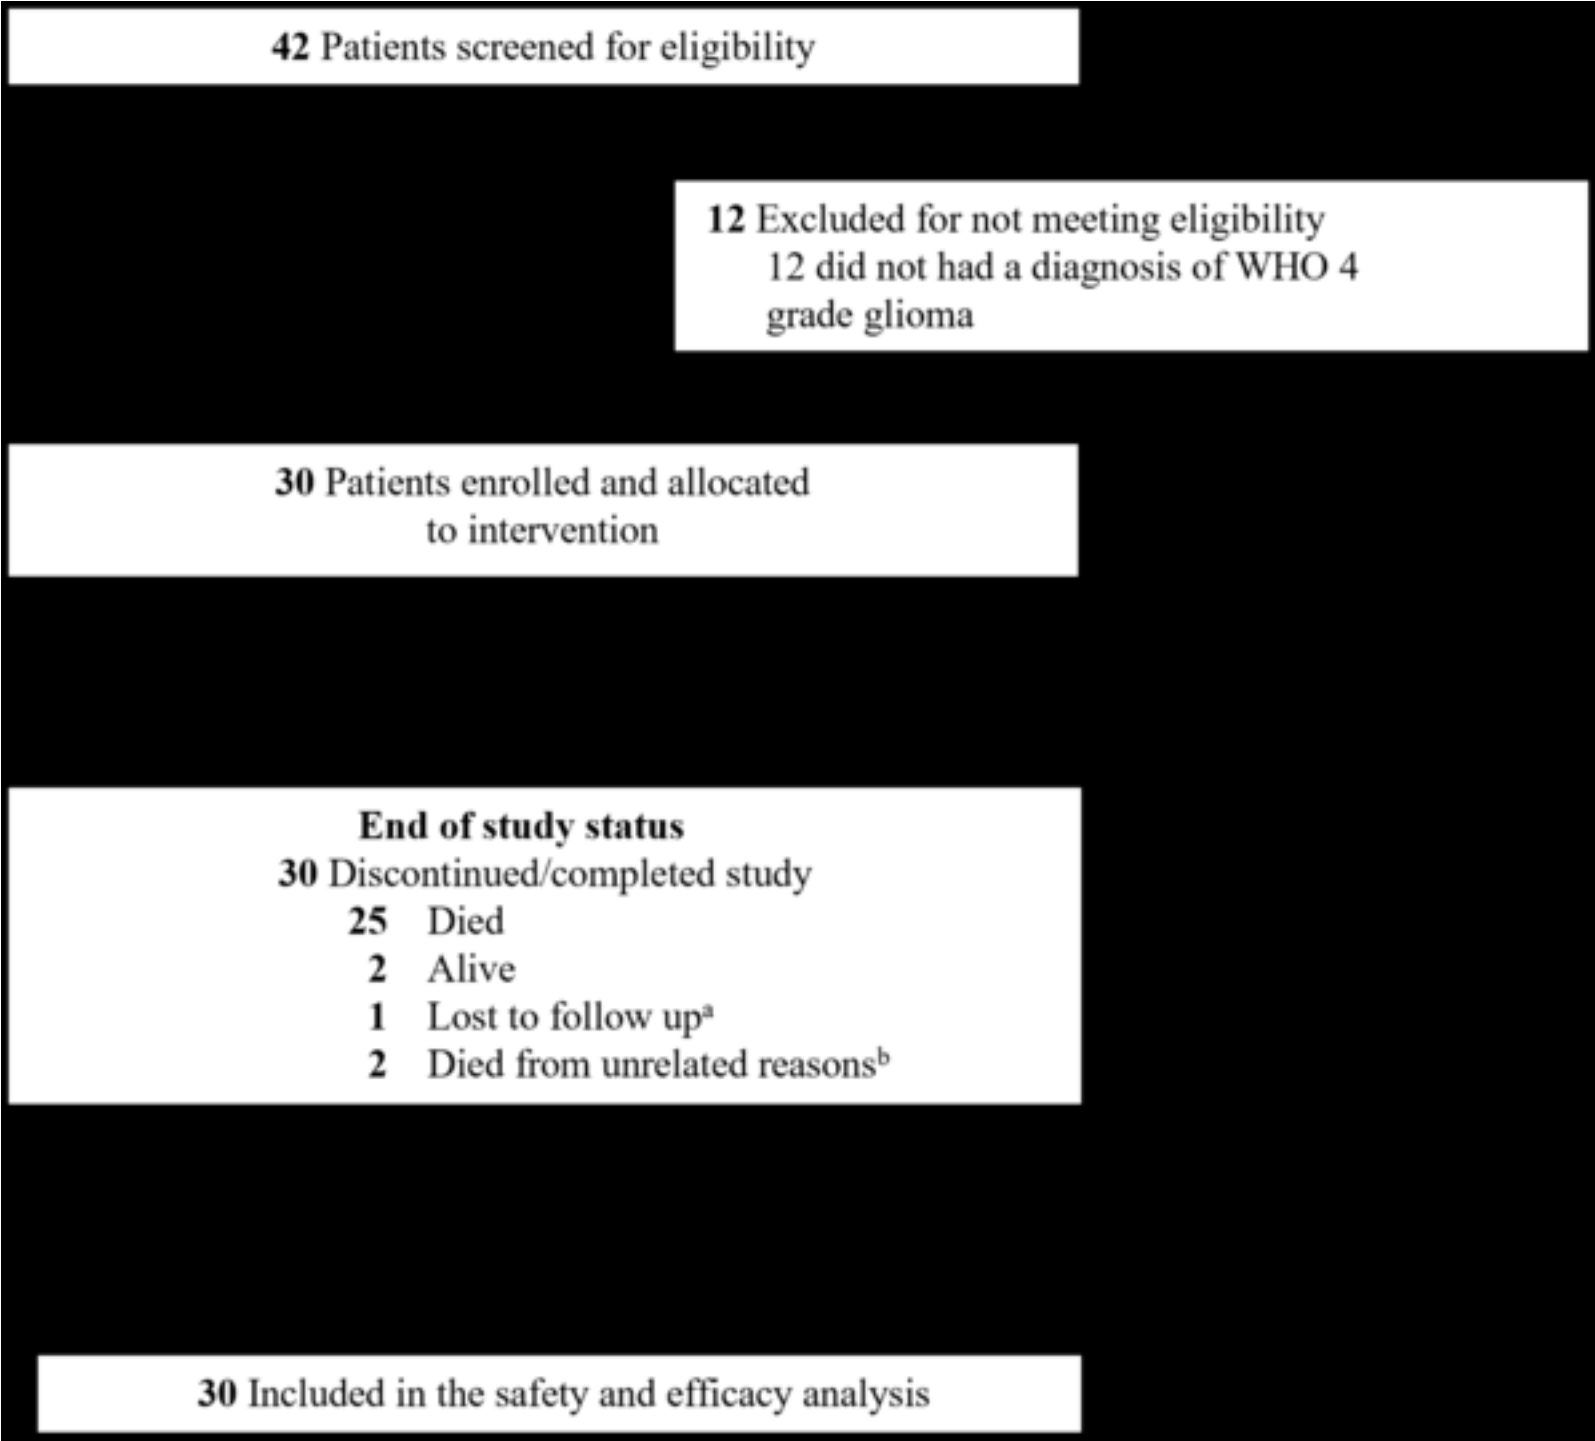 42 Patients screened for eligibility
12 Excluded for not meeting eligibility
12 did not had a diagnosis of WHO 4
grade glioma
30 Patients enrolled and allocated
to intervention
End of study status
30 Discontinued/completed study
25 Died
2 Alive
1 Lost to follow upᵃ
2 Died from unrelated reasonsᵇ
30 Included in the safety and efficacy analysis